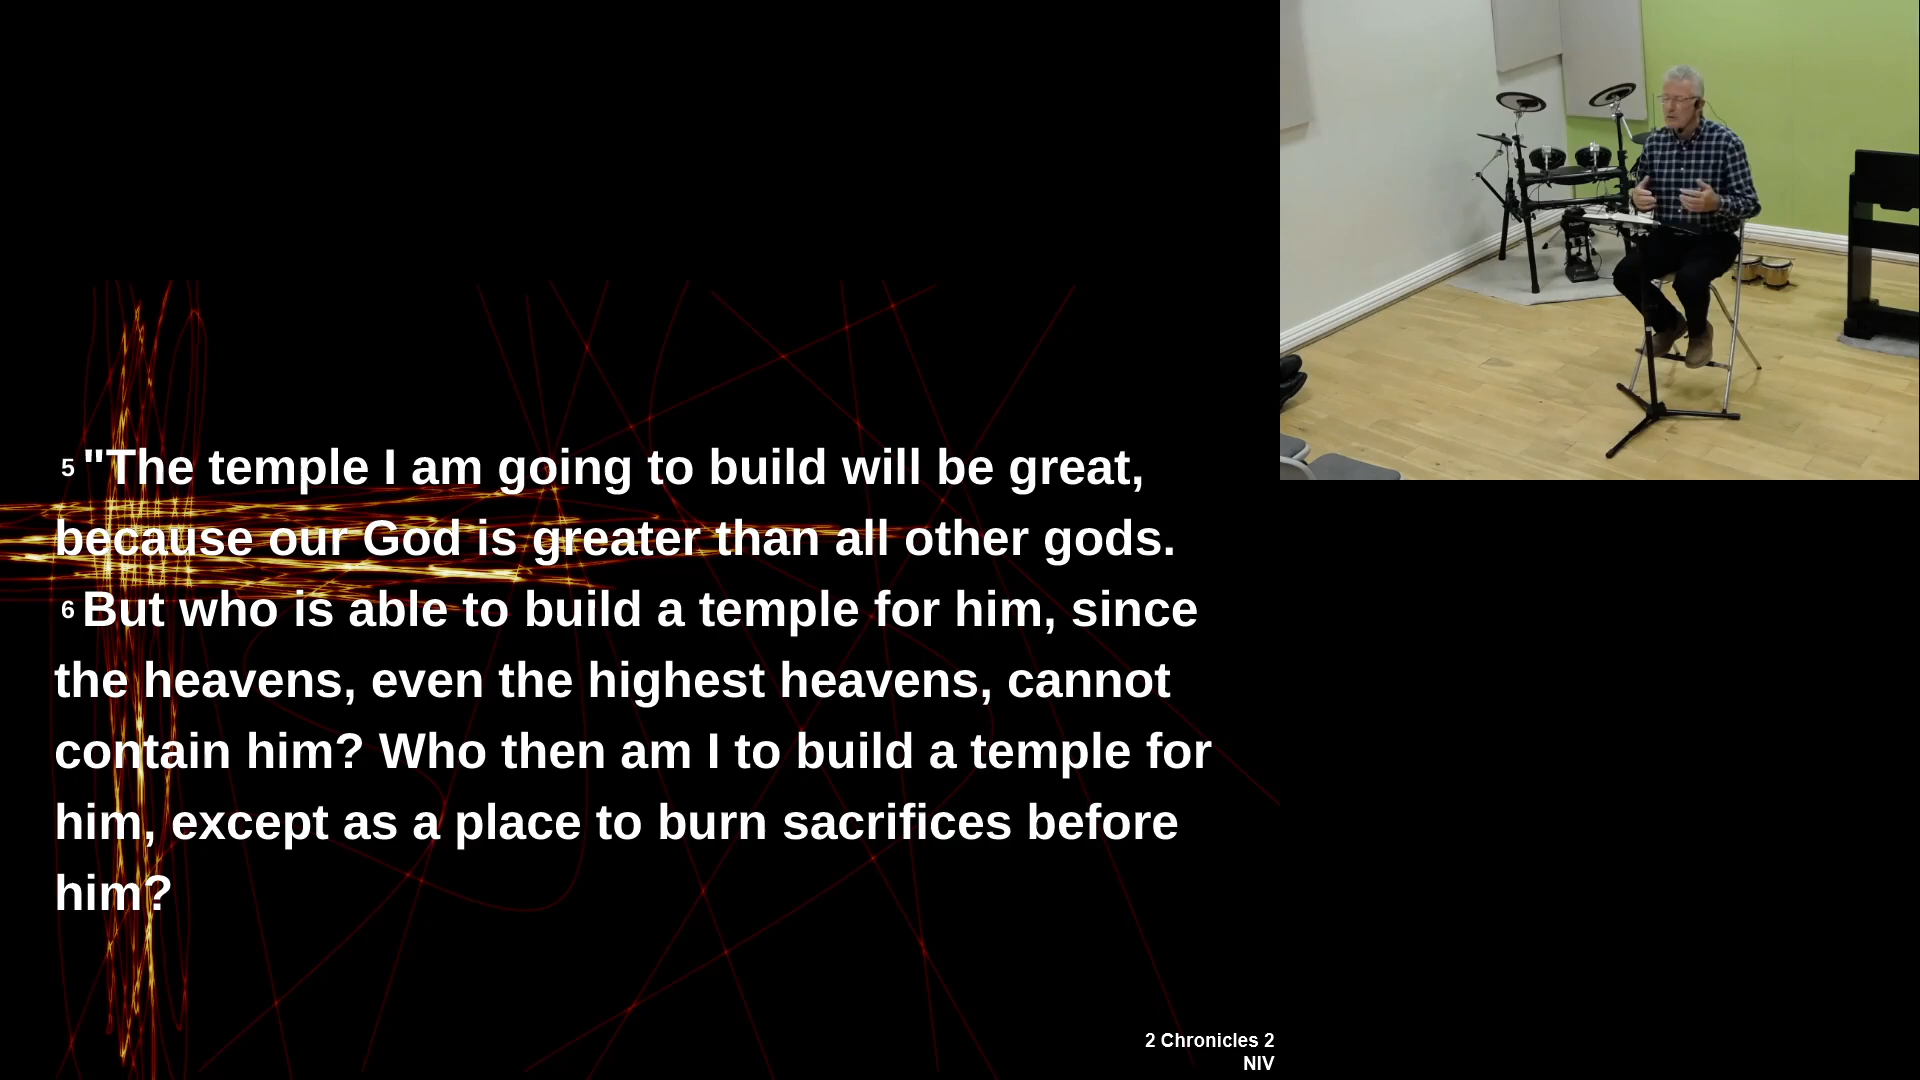 5 "The temple I am going to build will be great,
because our God is greater than all other gods.
6 But who is able to build a temple for him, since
the heavens, even the highest heavens, cannot
contain him? Who then am I to build a temple for
him, except as a place to burn sacrifices before
him?
2 Chronicles 2
NIV